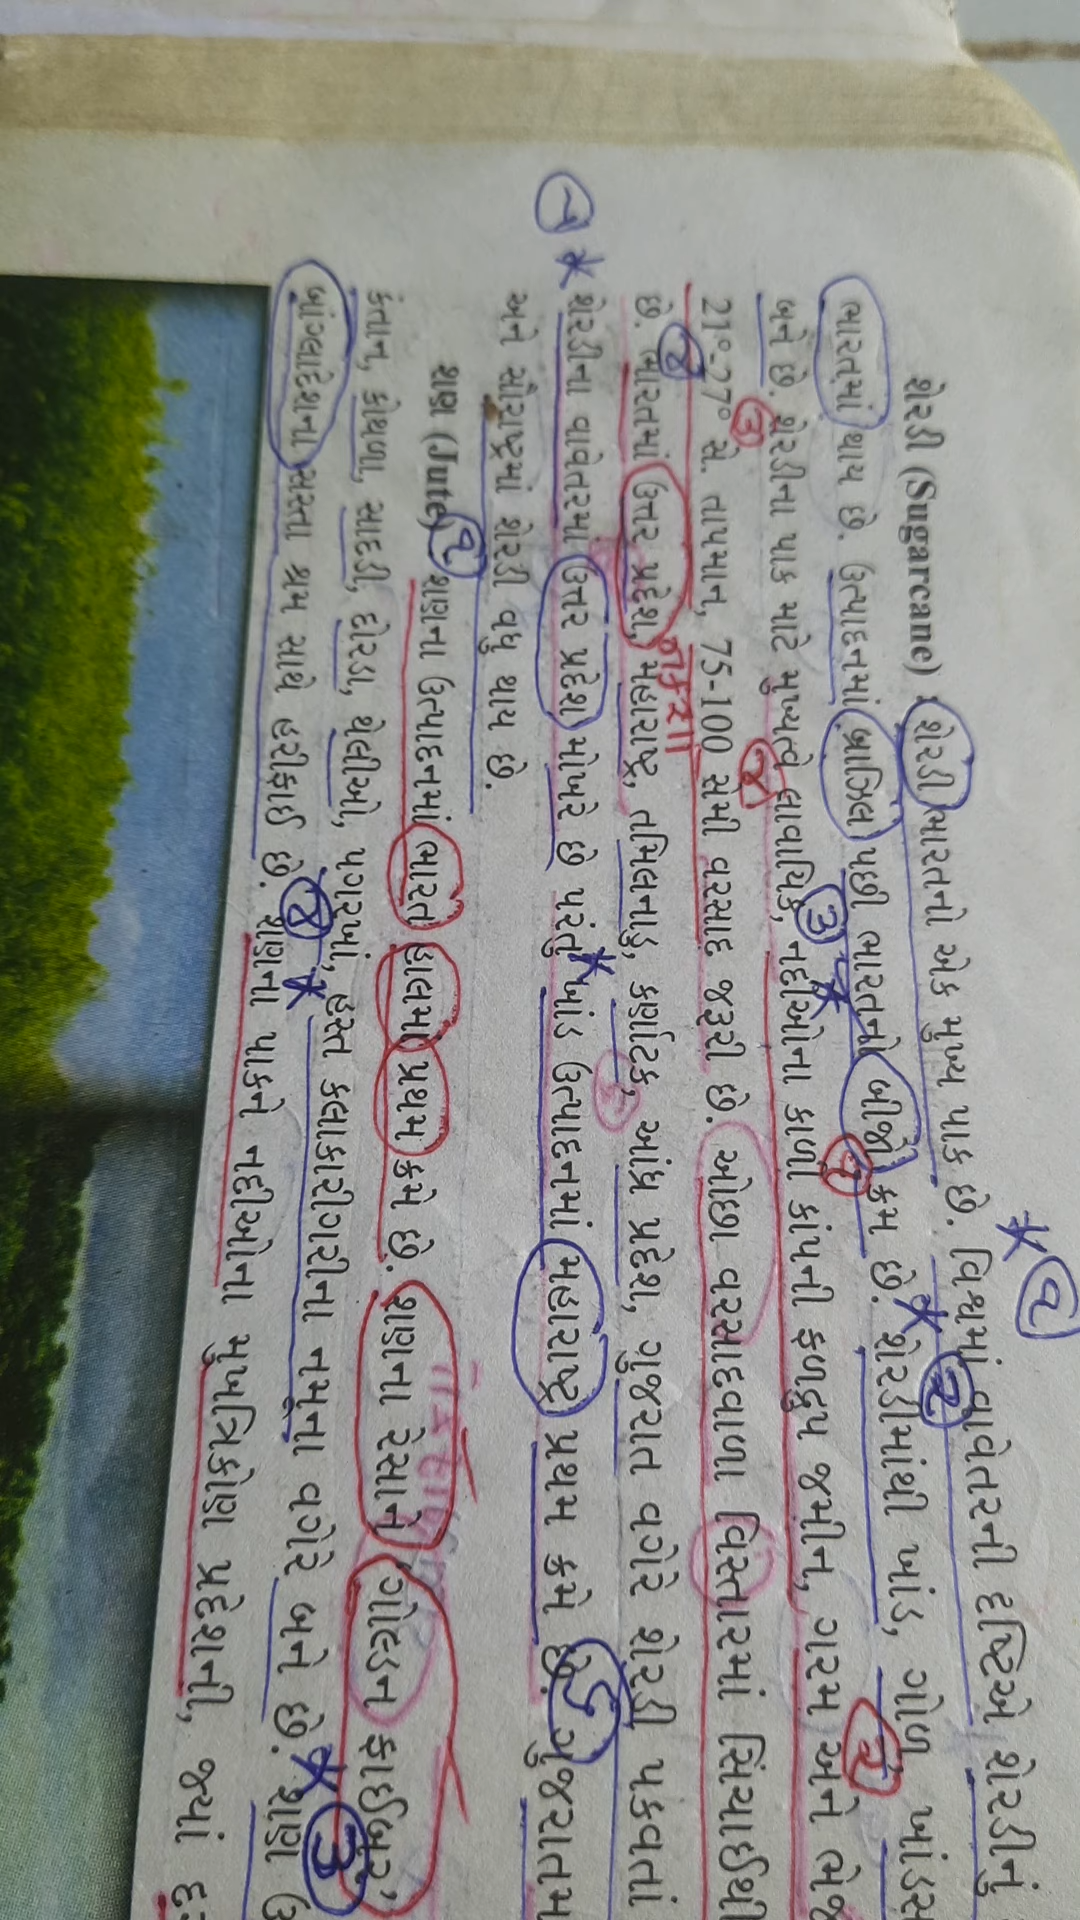 ૧
શેરડી (Sugarcane) : શેરડી ભારતનો એક મુખ્ય પાક છે. વિશ્વમાં વાવેતરની દૃષ્ટિએ શેરડીનું
ભારતમાં થાય છે. ઉત્પાદનમાં બ્રાઝિલ પછી ભારતનો બીજો ક્રમ છે. શેરડીમાંથી ખાંડ, ગોળ, ખાંડસ
બને છે. શેરડીના પાક માટે મુખ્યત્વે લાવાયિક, નદીઓના કાળી કાંપની ફળદ્રુપ જમીન, ગરમ અને ભેજ
21°-27° સે. તાપમાન, 75-100 સેમી વરસાદ જરૂરી છે. ઓછા વરસાદવાળા વિસ્તારમાં સિંચાઈથી
છે. ભારતમાં ઉત્તર પ્રદેશ, મહારાષ્ટ્ર, તમિલનાડુ, કર્ણાટક, આંધ્ર પ્રદેશ, ગુજરાત વગેરે શેરડી પકવતાં
શેરડીના વાવેતરમાં ઉત્તર પ્રદેશ મોખરે છે પરંતુ ખાંડ ઉત્પાદનમાં મહારાષ્ટ્ર પ્રથમ ક્રમે છે. ગુજરાતમ
અને સૌરાષ્ટ્રમાં શેરડી વધુ થાય છે.
શણ (Jute) : શણના ઉત્પાદનમાં ભારત હાલમાં પ્રથમ ક્રમે છે. શણના રેસાને 'ગોલ્ડન ફાઈબર'
કંતાન, કોથળા, સાદડી, દોરડા, થેલીઓ, પગરખાં, હસ્ત કલાકારીગરીના નમૂના વગેરે બને છે. શણ
બાંગ્લાદેશના સસ્તા શ્રમ સાથે હરીફાઈ છે. શણના પાકને નદીઓના મુખત્રિકોણ પ્રદેશની, જ્યાં દ